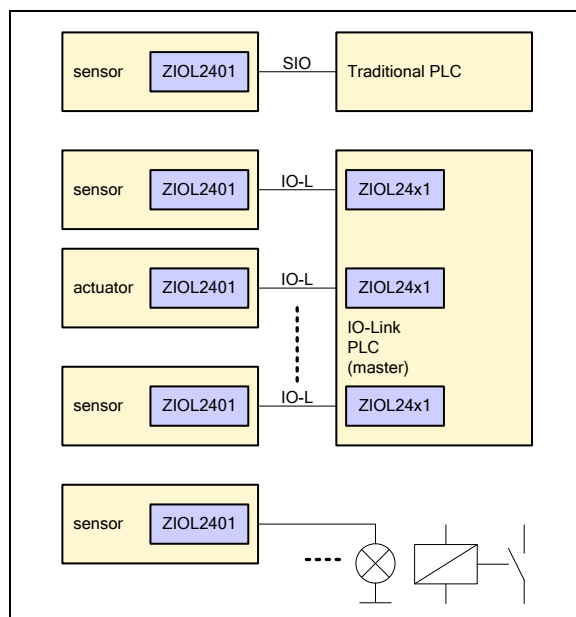 sensor ZIOL2401 SIO Traditional PLC
sensor ZIOL2401 IO-L ZIOL24x1
actuator ZIOL2401 IO-L ZIOL24x1
IO-Link
PLC
(master)
sensor ZIOL2401 IO-L ZIOL24x1
sensor ZIOL2401